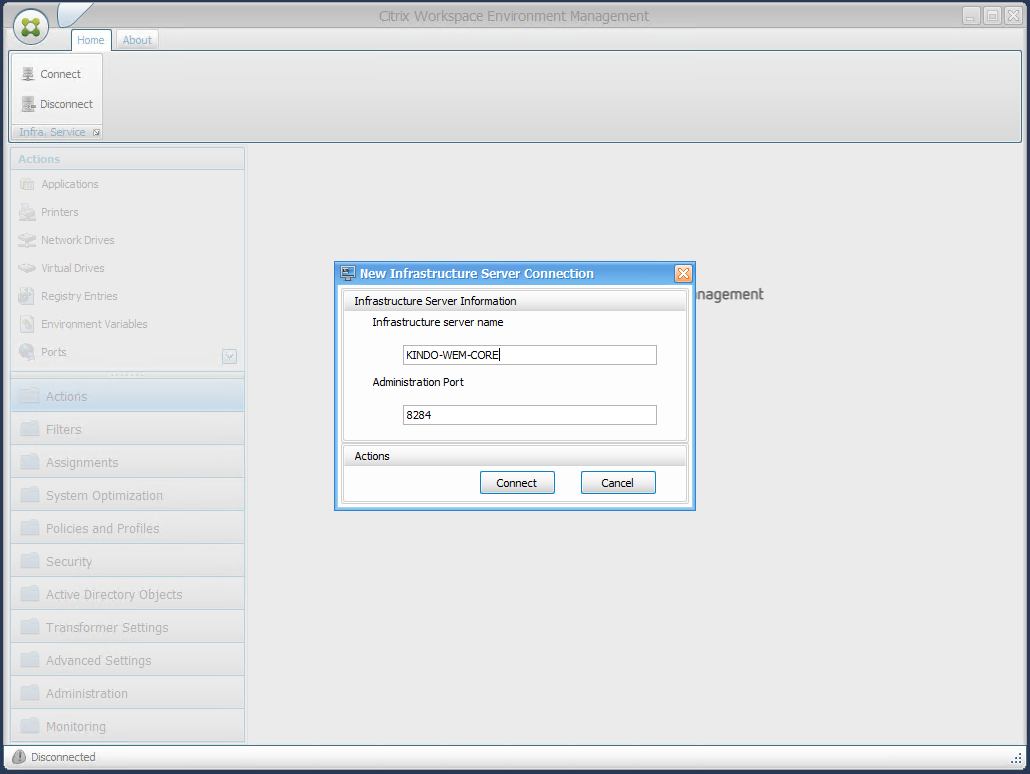 Citrix Workspace Environment Management
Home About
Connect
Disconnect
Infra. Service
Actions
Applications
Printers
Network Drives
Virtual Drives
Registry Entries
Environment Variables
Ports
Actions
Filters
Assignments
System Optimization
Policies and Profiles
Security
Active Directory Objects
Transformer Settings
Advanced Settings
Administration
Monitoring
nagement
New Infrastructure Server Connection
Infrastructure Server Information
Infrastructure server name
KINDO-WEM-CORE
Administration Port
8284
Actions
Connect Cancel
Disconnected